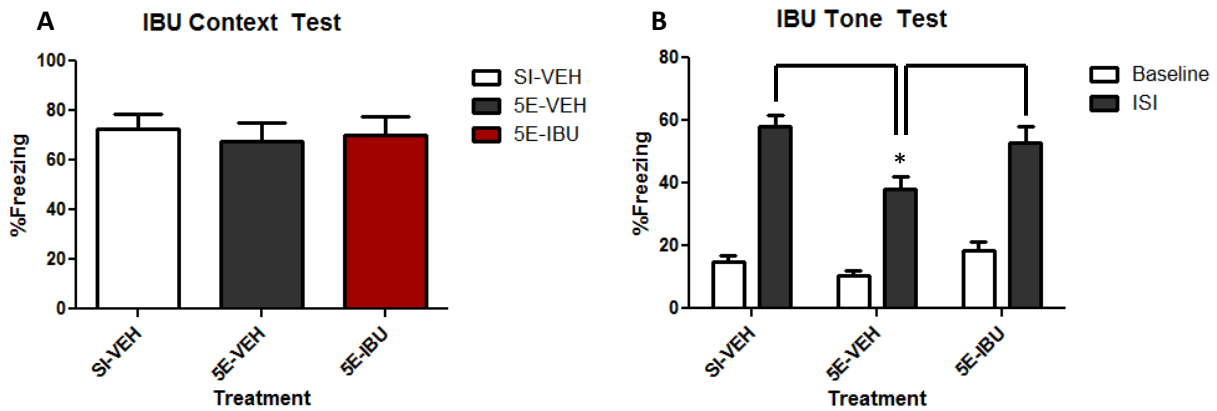 A
IBU Context Test
%Freezing
100
80
60
40
20
0
SI-VEH
5E-VEH
5E-IBU
Treatment
SI-VEH
5E-VEH
5E-IBU
B
IBU Tone Test
%Freezing
80
60
40
20
0
*
SI-VEH
5E-VEH
5E-IBU
Treatment
Baseline
ISI